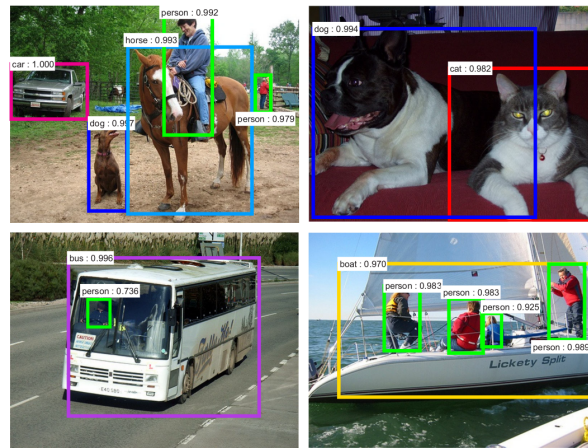 person : 0.992
horse : 0.993
car : 1.000
dog : 0.997
person : 0.979
dog : 0.994
cat : 0.982
bus : 0.996
person : 0.736
CAUTION
L
L
boat : 0.970
person : 0.983
person : 0.983
person : 0.925
person : 0.989
Lickety Split